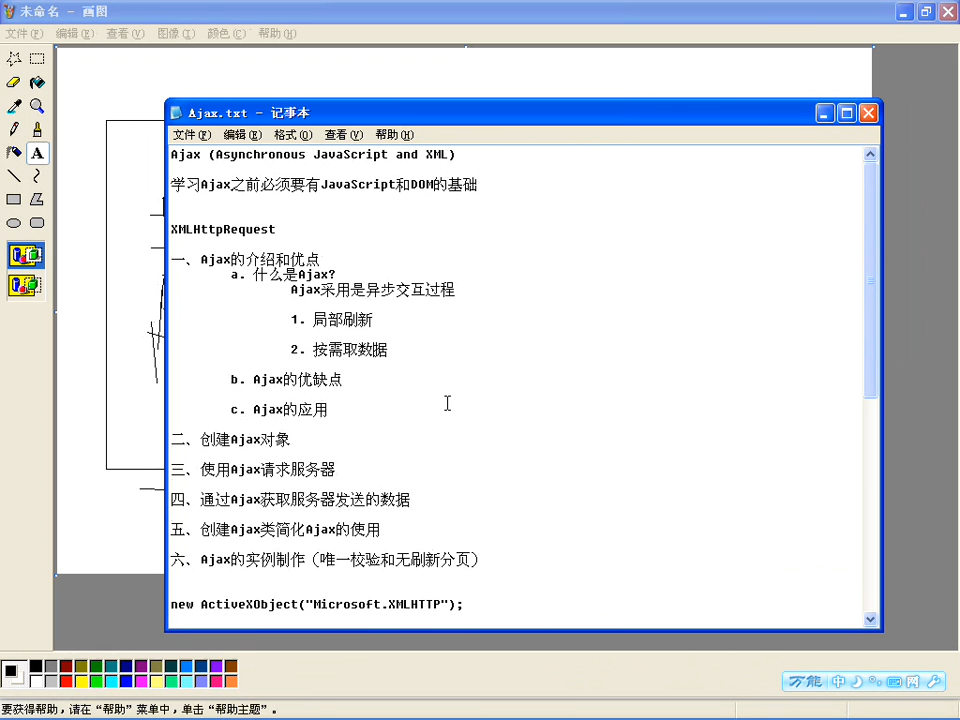 未命名 - 画图
文件(F) 编辑(E) 查看(V) 图像(I) 颜色(C) 帮助(H)
Ajax.txt - 记事本
文件(F) 编辑(E) 格式(O) 查看(V) 帮助(H)
Ajax (Asynchronous JavaScript and XML)
学习Ajax之前必须要有JavaScript和DOM的基础
XMLHttpRequest
一、Ajax的介绍和优点
a. 什么是Ajax?
Ajax采用是异步交互过程
1. 局部刷新
2. 按需取数据
b. Ajax的优缺点
c. Ajax的应用
二、创建Ajax对象
三、使用Ajax请求服务器
四、通过Ajax获取服务器发送的数据
五、创建Ajax类简化Ajax的使用
六、Ajax的实例制作（唯一校验和无刷新分页）
new ActiveXObject("Microsoft.XMLHTTP");
万能 中 网
要获得帮助，请在“帮助”菜单中，单击“帮助主题”。